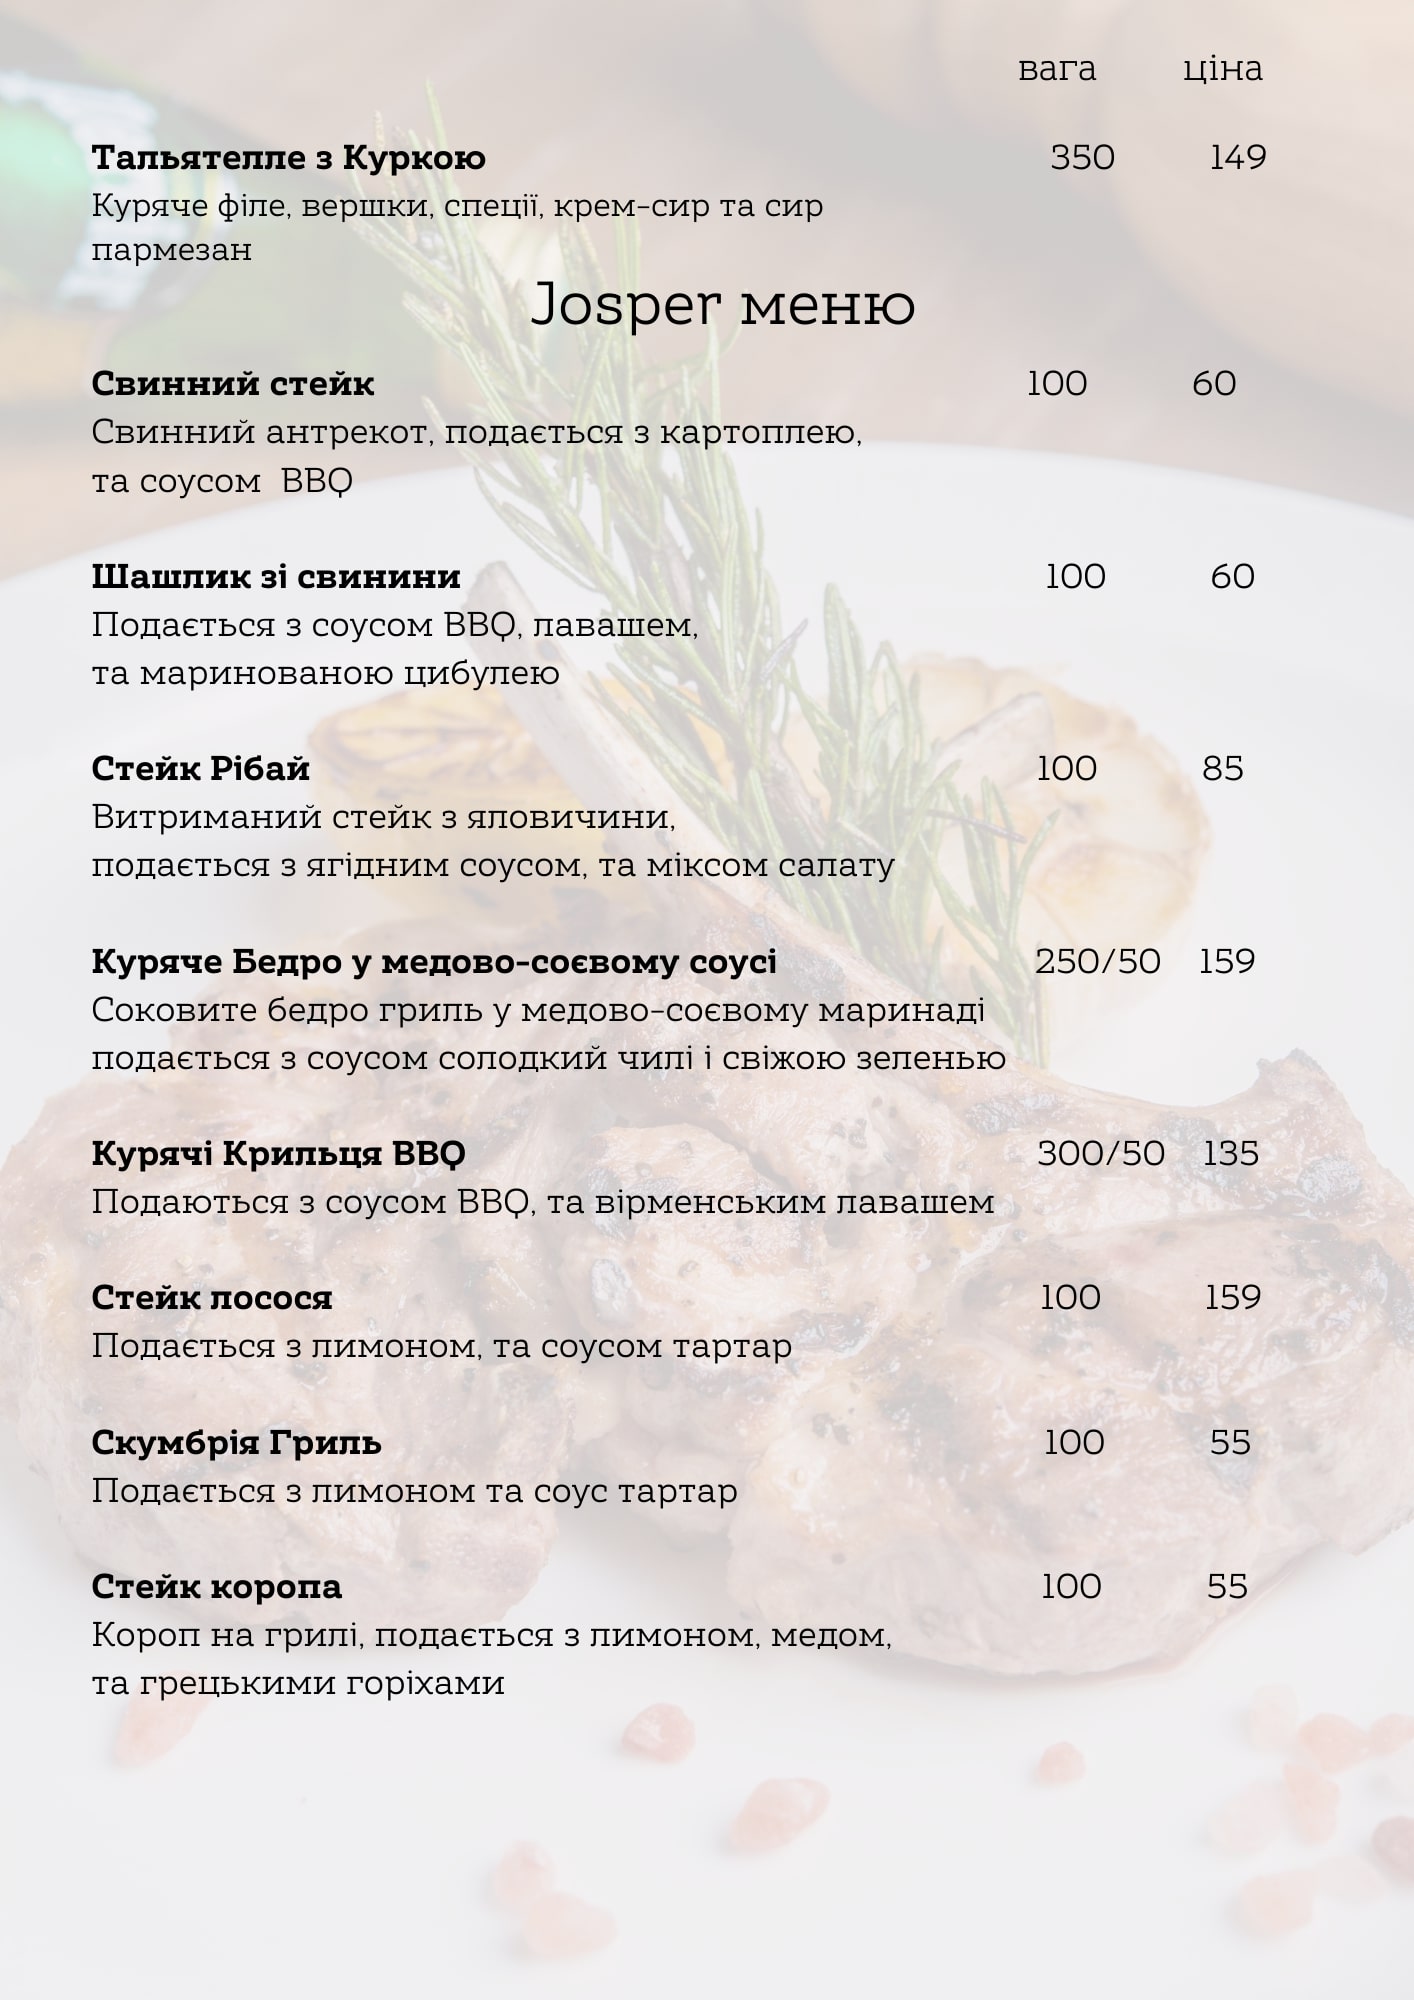 вага ціна
Тальятелле з Куркою 350 149
Куряче філе, вершки, спеції, крем-сир та сир
пармезан
Josper меню
Свинний стейк 100 60
Свинний антрекот, подається з картоплею,
та соусом BBQ
Шашлик зі свинини 100 60
Подається з соусом BBQ, лавашем,
та маринованою цибулею
Стейк Рібай 100 85
Витриманий стейк з яловичини,
подається з ягідним соусом, та міксом салату
Куряче Бедро у медово-соєвому соусі 250/50 159
Соковите бедро гриль у медово-соєвому маринаді
подається з соусом солодкий чилі і свіжою зеленью
Курячі Крильця BBQ 300/50 135
Подаються з соусом BBQ, та вірменським лавашем
Стейк лосося 100 159
Подається з лимоном, та соусом тартар
Скумбрія Гриль 100 55
Подається з лимоном та соус тартар
Стейк коропа 100 55
Короп на грилі, подається з лимоном, медом,
та грецькими горіхами